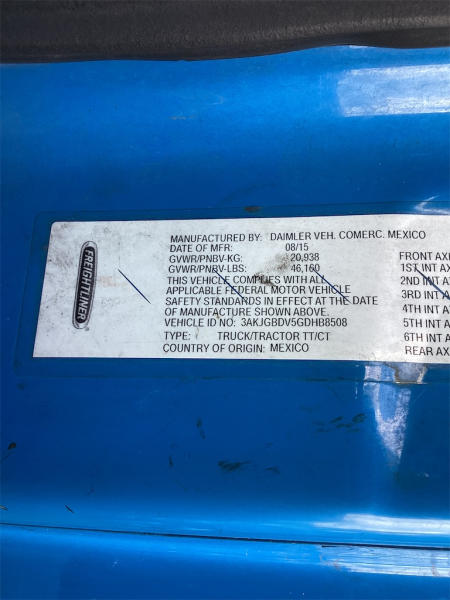 FREIGHTLINER
MANUFACTURED BY: DAIMLER VEH. COMERC. MEXICO
DATE OF MFR: 08/15
GVWR/PNBV-KG: 20,938
GVWR/PNBV-LBS: 46,160
THIS VEHICLE COMPLIES WITH ALL
APPLICABLE FEDERAL MOTOR VEHICLE
SAFETY STANDARDS IN EFFECT AT THE DATE
OF MANUFACTURE SHOWN ABOVE.
VEHICLE ID NO: 3AKJGBDV5GDHB8508
TYPE: TRUCK/TRACTOR TT/CT
COUNTRY OF ORIGIN: MEXICO
FRONT AXL
1ST INT AX
2ND INT A
3RD INT A
4TH INT A
5TH INT A
6TH INT A
REAR AX